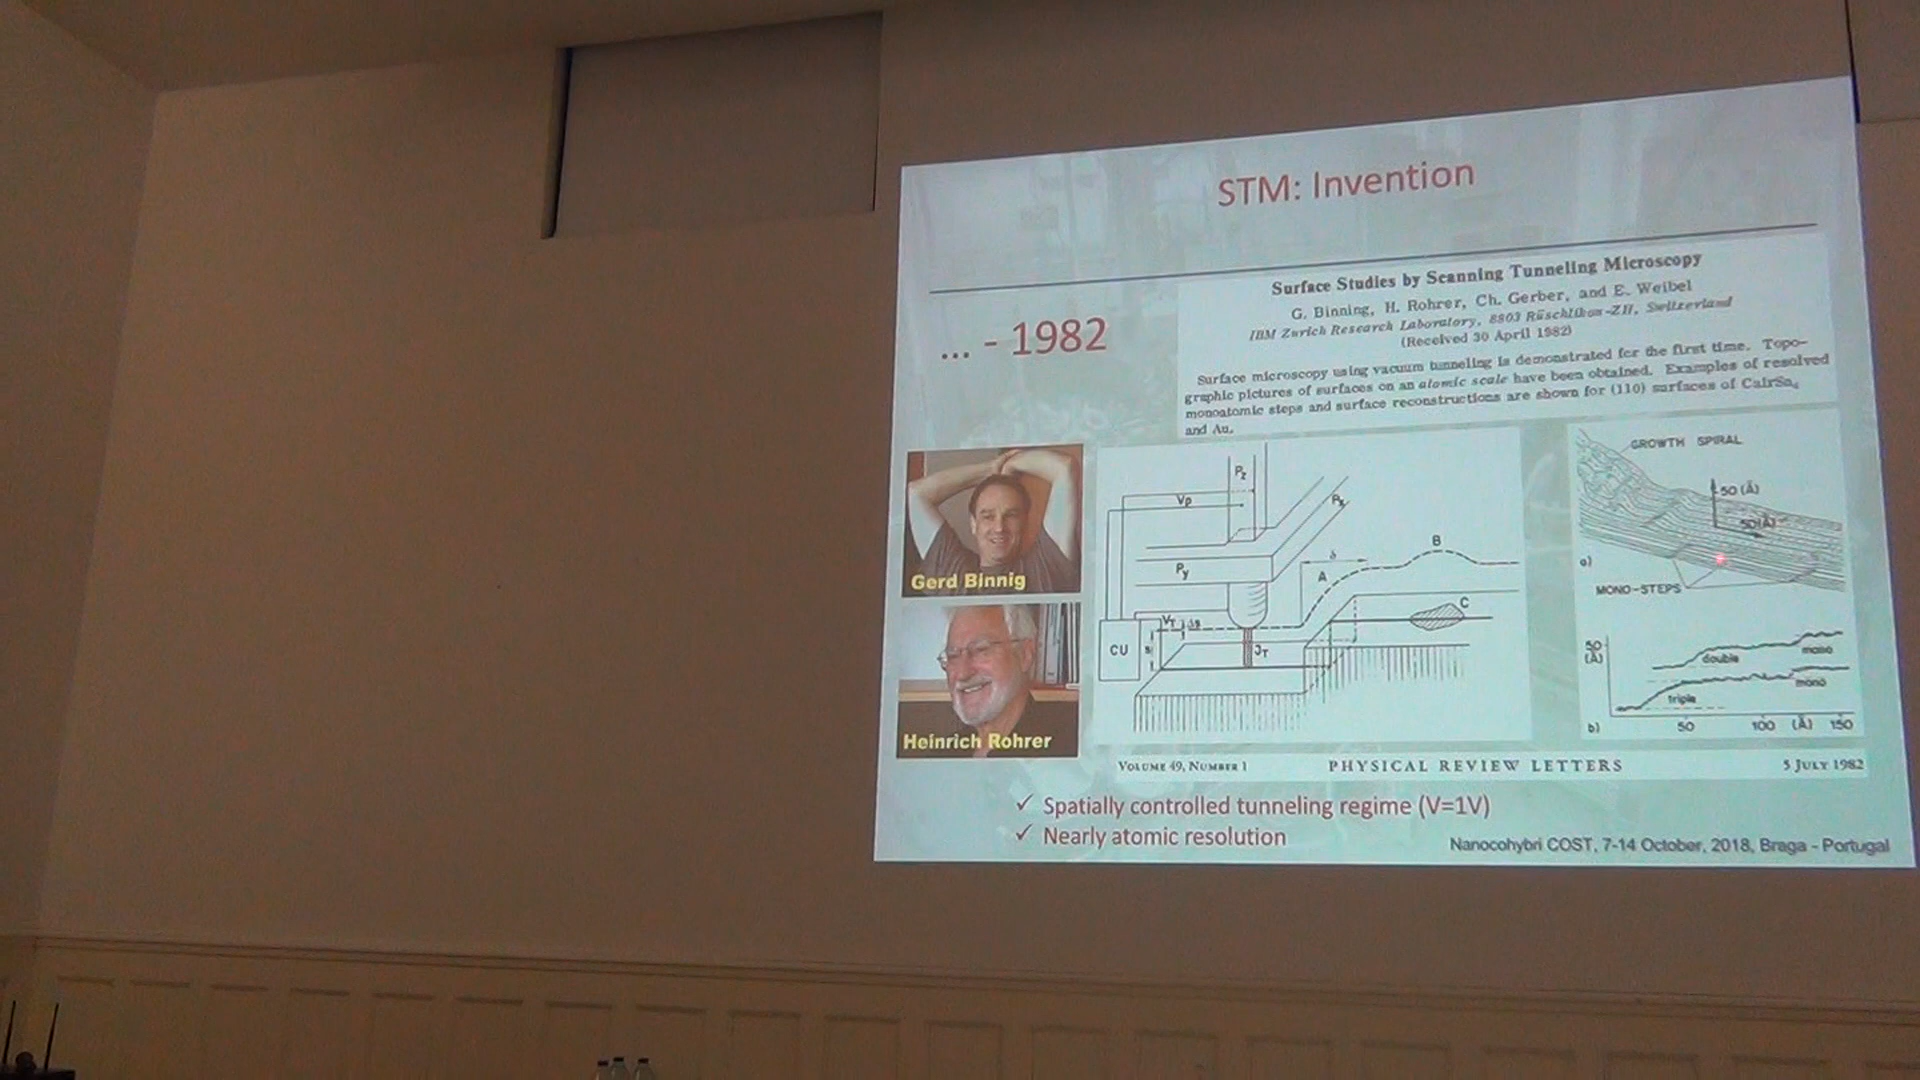 STM: Invention
... - 1982
Surface Studies by Scanning Tunneling Microscopy
G. Binning, H. Rohrer, Ch. Gerber, and E. Weibel
IBM Zurich Research Laboratory, 8803 Rüschlikon-ZH, Switzerland
(Received 30 April 1982)
Surface microscopy using vacuum tunneling is demonstrated for the first time. Topo-
graphic pictures of surfaces on an atomic scale have been obtained. Examples of resolved
monoatomic steps and surface reconstructions are shown for (110) surfaces of CaIrSn₄
and Au.
Gerd Binnig
Heinrich Rohrer
Pz
Vp
Px
Py
δ
A
B
C
VT
CU
s
JT
GROWTH SPIRAL
50 (Å)
50(Å)
a)
MONO-STEPS
50
(Å)
double
mono
triple
mono
b)
50 100 (Å) 150
VOLUME 49, NUMBER 1 PHYSICAL REVIEW LETTERS 5 JULY 1982
✓ Spatially controlled tunneling regime (V=1V)
✓ Nearly atomic resolution
Nanocohybri COST, 7-14 October, 2018, Braga - Portugal